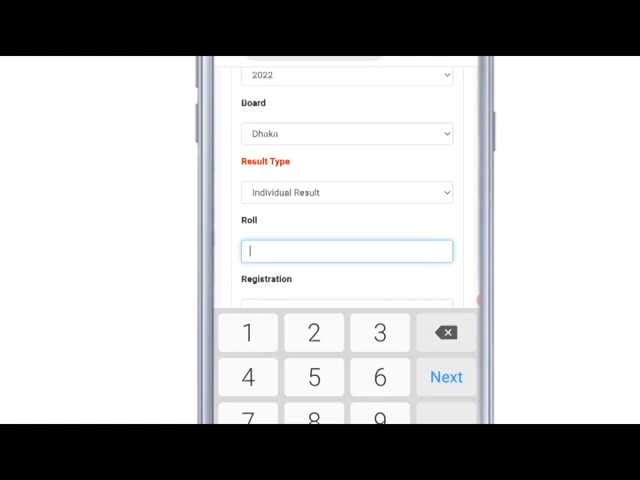 2022
Board
Dhaka
Result Type
Individual Result
Roll
Registration
1 2 3
4 5 6 Next
7 8 9